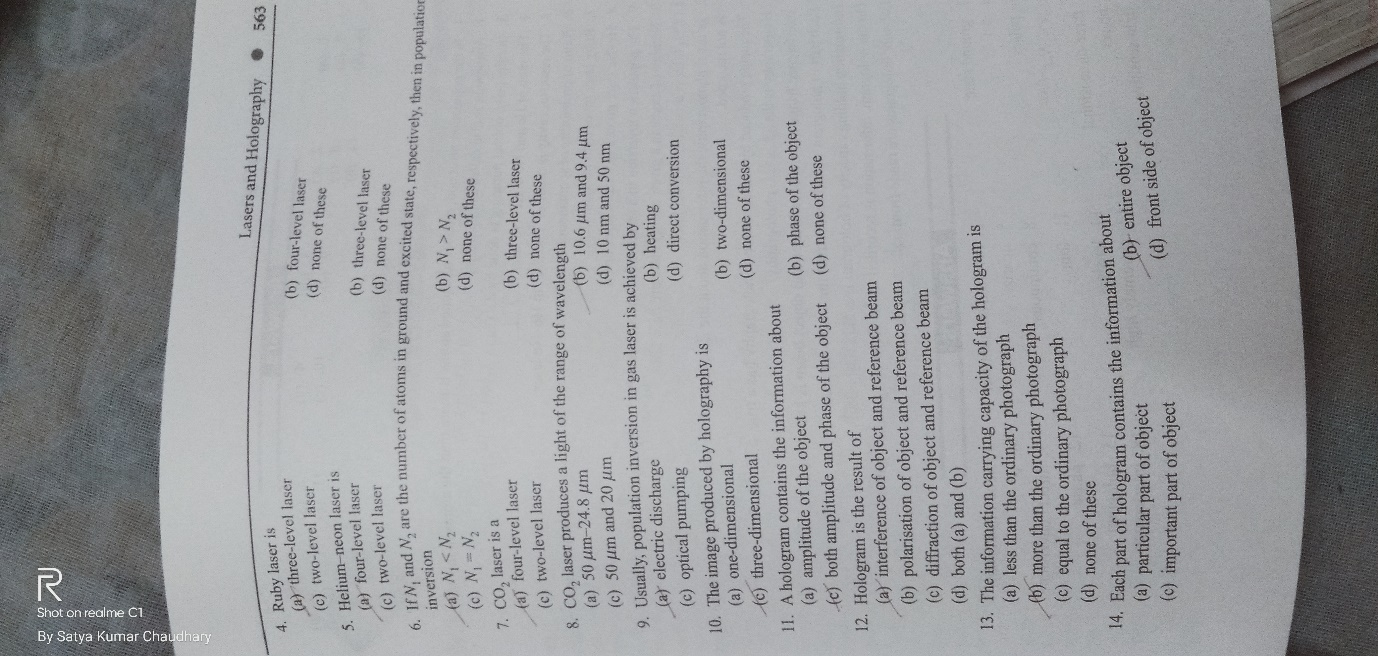 Lasers and Holography ● 563
4. Ruby laser is
(a) three-level laser (b) four-level laser
(c) two-level laser (d) none of these
5. Helium-neon laser is
(a) four-level laser (b) three-level laser
(c) two-level laser (d) none of these
6. If N₁ and N₂ are the number of atoms in ground and excited state, respectively, then in population
inversion
(a) N₁ < N₂ (b) N₁ > N₂
(c) N₁ = N₂ (d) none of these
7. CO₂ laser is a
(a) four-level laser (b) three-level laser
(c) two-level laser (d) none of these
8. CO₂ laser produces a light of the range of wavelength
(a) 50 μm–24.8 μm (b) 10.6 μm and 9.4 μm
(c) 50 μm and 20 μm (d) 10 nm and 50 nm
9. Usually, population inversion in gas laser is achieved by
(a) electric discharge (b) heating
(c) optical pumping (d) direct conversion
10. The image produced by holography is
(a) one-dimensional (b) two-dimensional
(c) three-dimensional (d) none of these
11. A hologram contains the information about
(a) amplitude of the object (b) phase of the object
(c) both amplitude and phase of the object (d) none of these
12. Hologram is the result of
(a) interference of object and reference beam
(b) polarisation of object and reference beam
(c) diffraction of object and reference beam
(d) both (a) and (b)
13. The information carrying capacity of the hologram is
(a) less than the ordinary photograph
(b) more than the ordinary photograph
(c) equal to the ordinary photograph
(d) none of these
14. Each part of hologram contains the information about
(a) particular part of object (b) entire object
(c) important part of object (d) front side of object
R
Shot on realme C1
By Satya Kumar Chaudhary